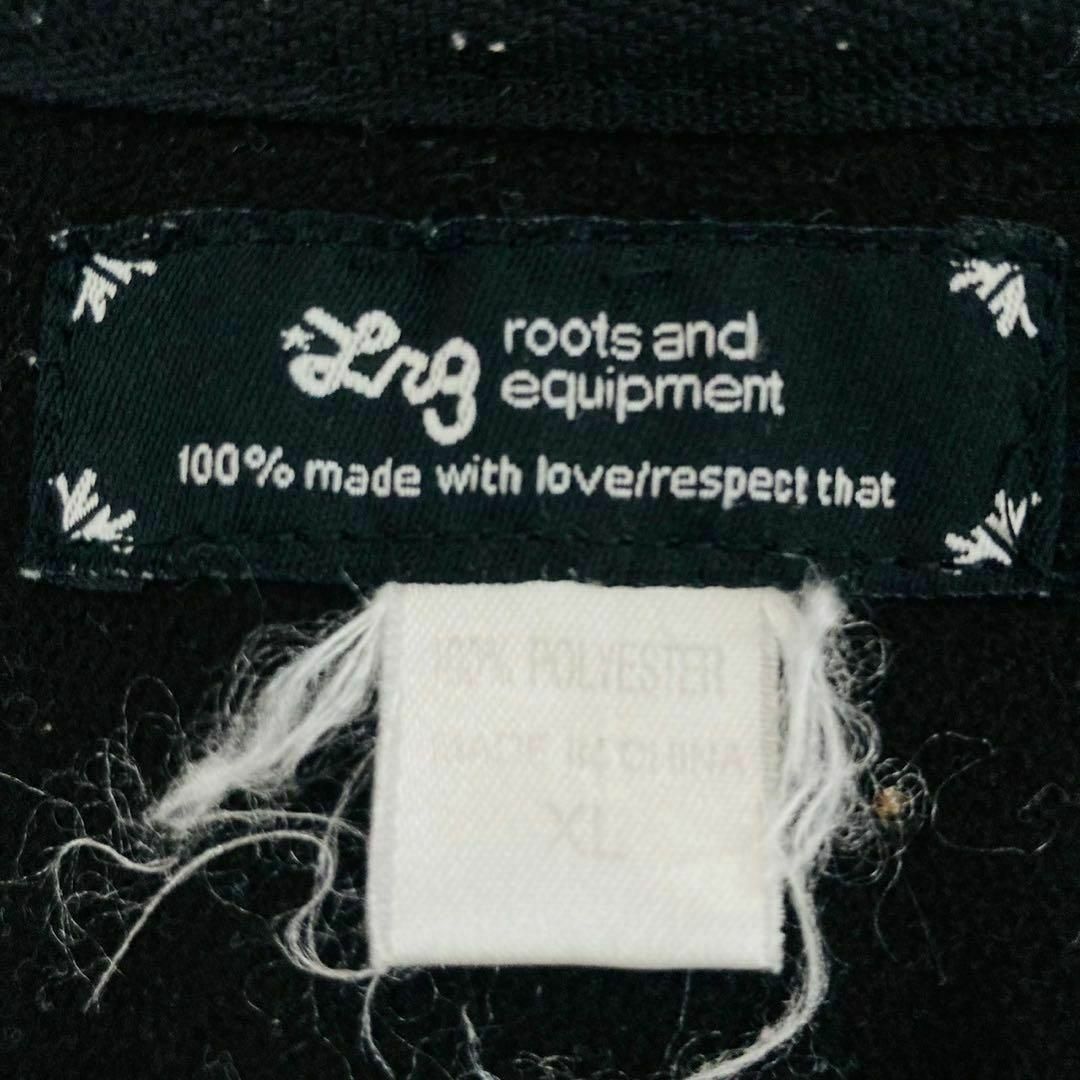 Lrg roots and
equipment
100% made with love/respect that
100% POLYESTER
MADE IN CHINA
XL